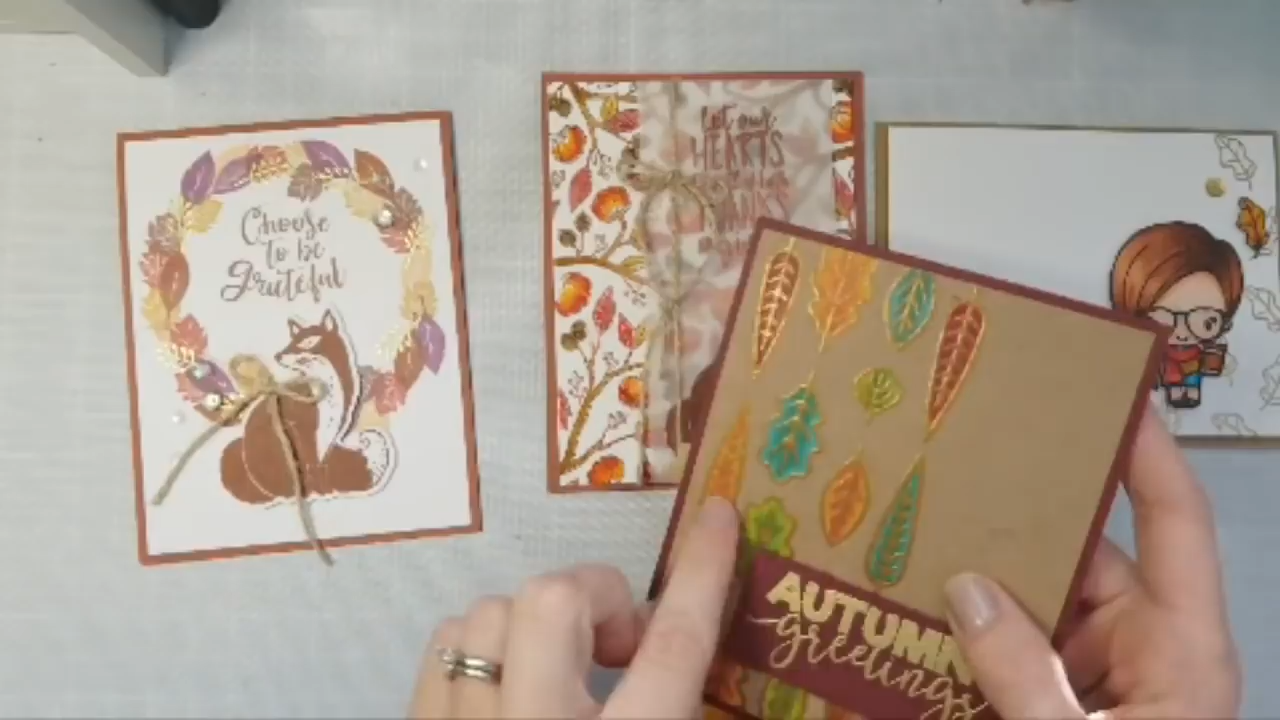 Choose
to be
grateful
let our
HEARTS
AUTUMN
greetings